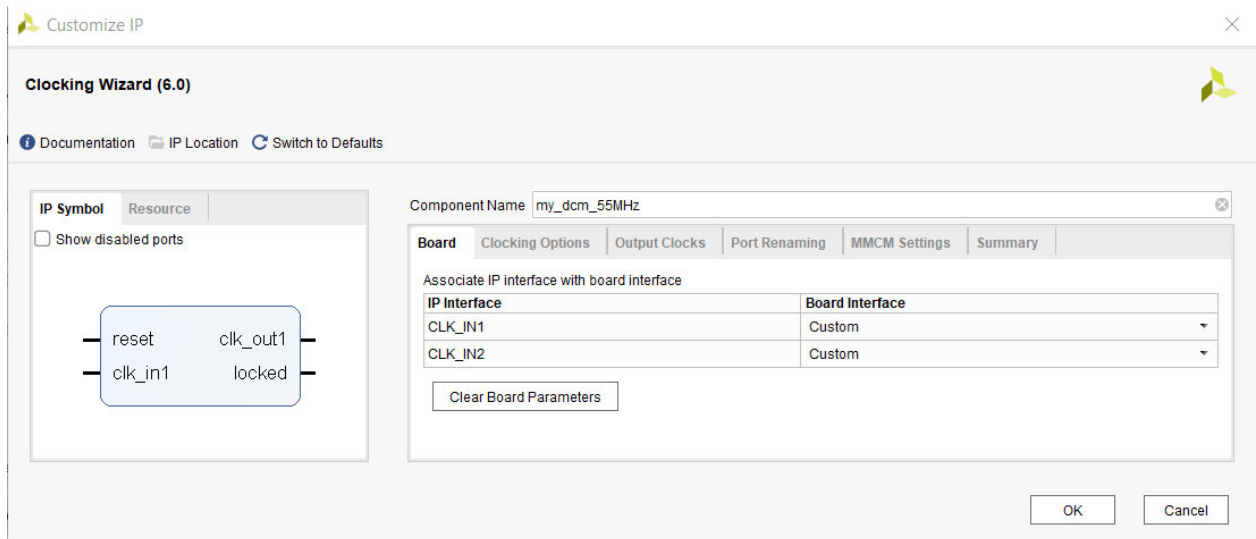 Customize IP
Clocking Wizard (6.0)
Documentation IP Location Switch to Defaults
IP Symbol Resource
Show disabled ports
reset clk_out1
clk_in1 locked
Component Name my_dcm_55MHz
Board Clocking Options Output Clocks Port Renaming MMCM Settings Summary
Associate IP interface with board interface
IP Interface Board Interface
CLK_IN1 Custom
CLK_IN2 Custom
Clear Board Parameters
OK Cancel